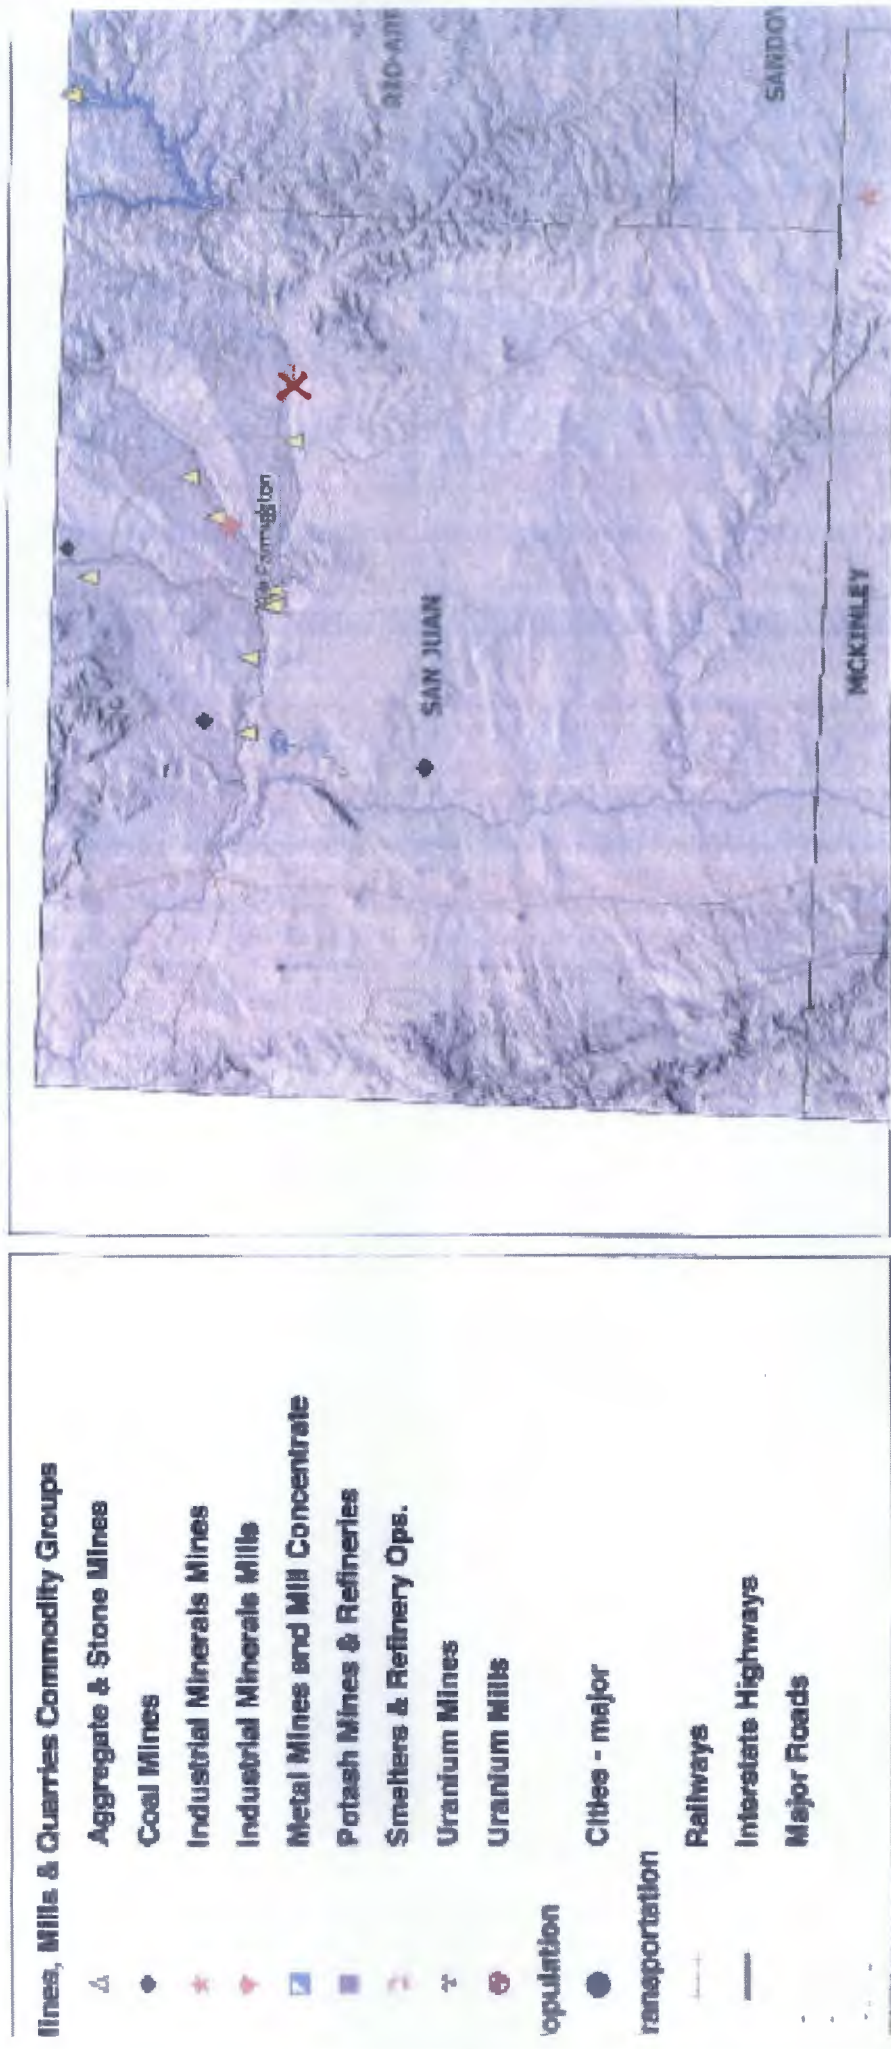 lines, Mills & Quarries Commodity Groups
Aggregate & Stone Mines
Coal Mines
Industrial Minerals Mines
Industrial Minerals Mills
Metal Mines and Mill Concentrate
Potash Mines & Refineries
Smelters & Refinery Ops.
Uranium Mines
Uranium Mills
opulation
Cities - major
ransportation
Railways
Interstate Highways
Major Roads
SAN JUAN
MCKINLEY
SANDOV